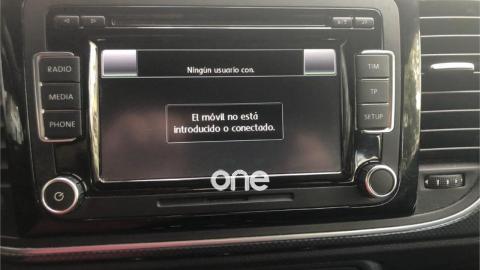 RADIO
MEDIA
PHONE
TIM
TP
SETUP
Ningún usuario con.
El móvil no está
introducido o conectado.
one